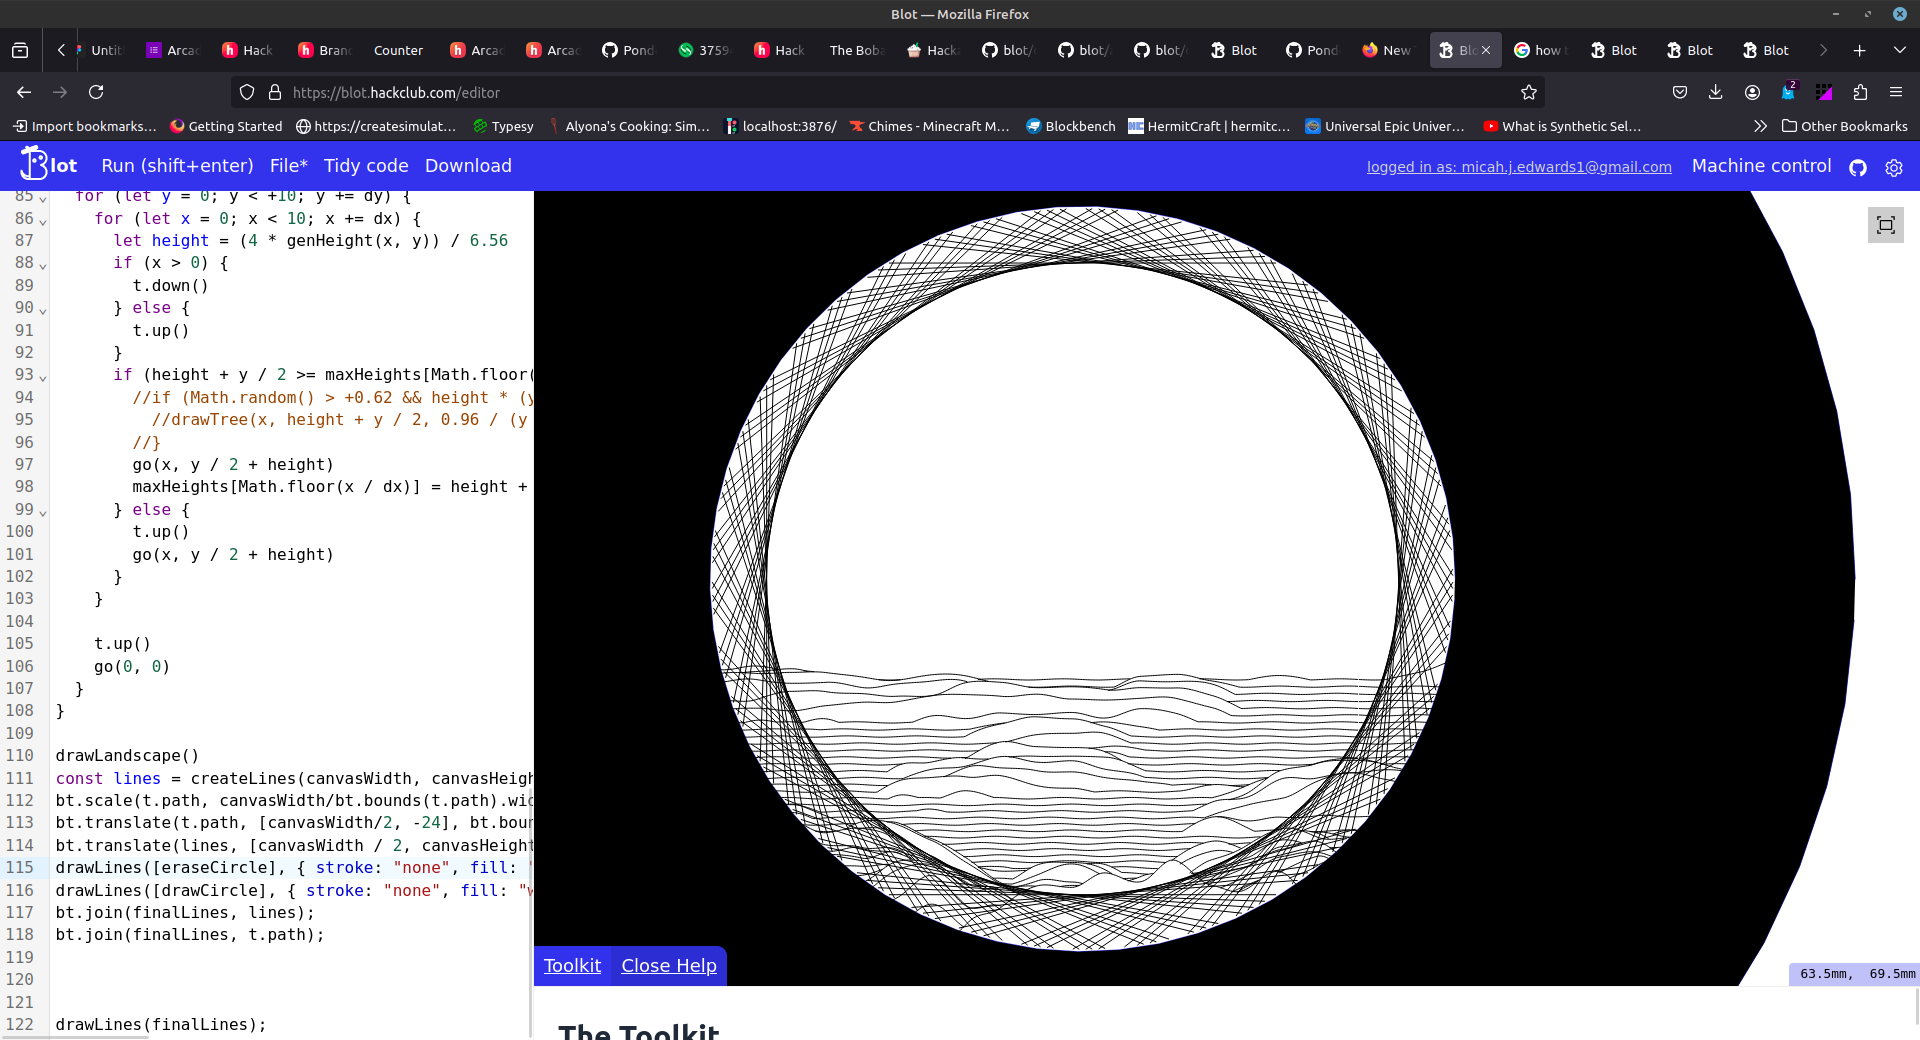 Blot — Mozilla Firefox
Untit Arcac Hack Branc Counter Arcac Arcac Pond 3759 Hack The Boba Hacka blot/ blot/ blot/ Blot Pond New Blo how Blot Blot Blot
https://blot.hackclub.com/editor
2
Import bookmarks… Getting Started https://createsimulat… Typesy Alyona's Cooking: Sim… localhost:3876/ Chimes - Minecraft M… Blockbench HermitCraft | hermitc… Universal Epic Univer… What is Synthetic Sel… Other Bookmarks
Blot Run (shift+enter) File* Tidy code Download logged in as: micah.j.edwards1@gmail.com Machine control
85 for (let y = 0; y < +10; y += dy) {
86 for (let x = 0; x < 10; x += dx) {
87 let height = (4 * genHeight(x, y)) / 6.56
88 if (x > 0) {
89 t.down()
90 } else {
91 t.up()
92 }
93 if (height + y / 2 >= maxHeights[Math.floor(
94 //if (Math.random() > +0.62 && height * (y
95 //drawTree(x, height + y / 2, 0.96 / (y
96 //}
97 go(x, y / 2 + height)
98 maxHeights[Math.floor(x / dx)] = height +
99 } else {
100 t.up()
101 go(x, y / 2 + height)
102 }
103 }
104
105 t.up()
106 go(0, 0)
107 }
108 }
109
110 drawLandscape()
111 const lines = createLines(canvasWidth, canvasHeigh
112 bt.scale(t.path, canvasWidth/bt.bounds(t.path).wid
113 bt.translate(t.path, [canvasWidth/2, -24], bt.boun
114 bt.translate(lines, [canvasWidth / 2, canvasHeight
115 drawLines([eraseCircle], { stroke: "none", fill: "
116 drawLines([drawCircle], { stroke: "none", fill: "w
117 bt.join(finalLines, lines);
118 bt.join(finalLines, t.path);
119
120
121
122 drawLines(finalLines);
Toolkit Close Help
63.5mm, 69.5mm
The Toolkit